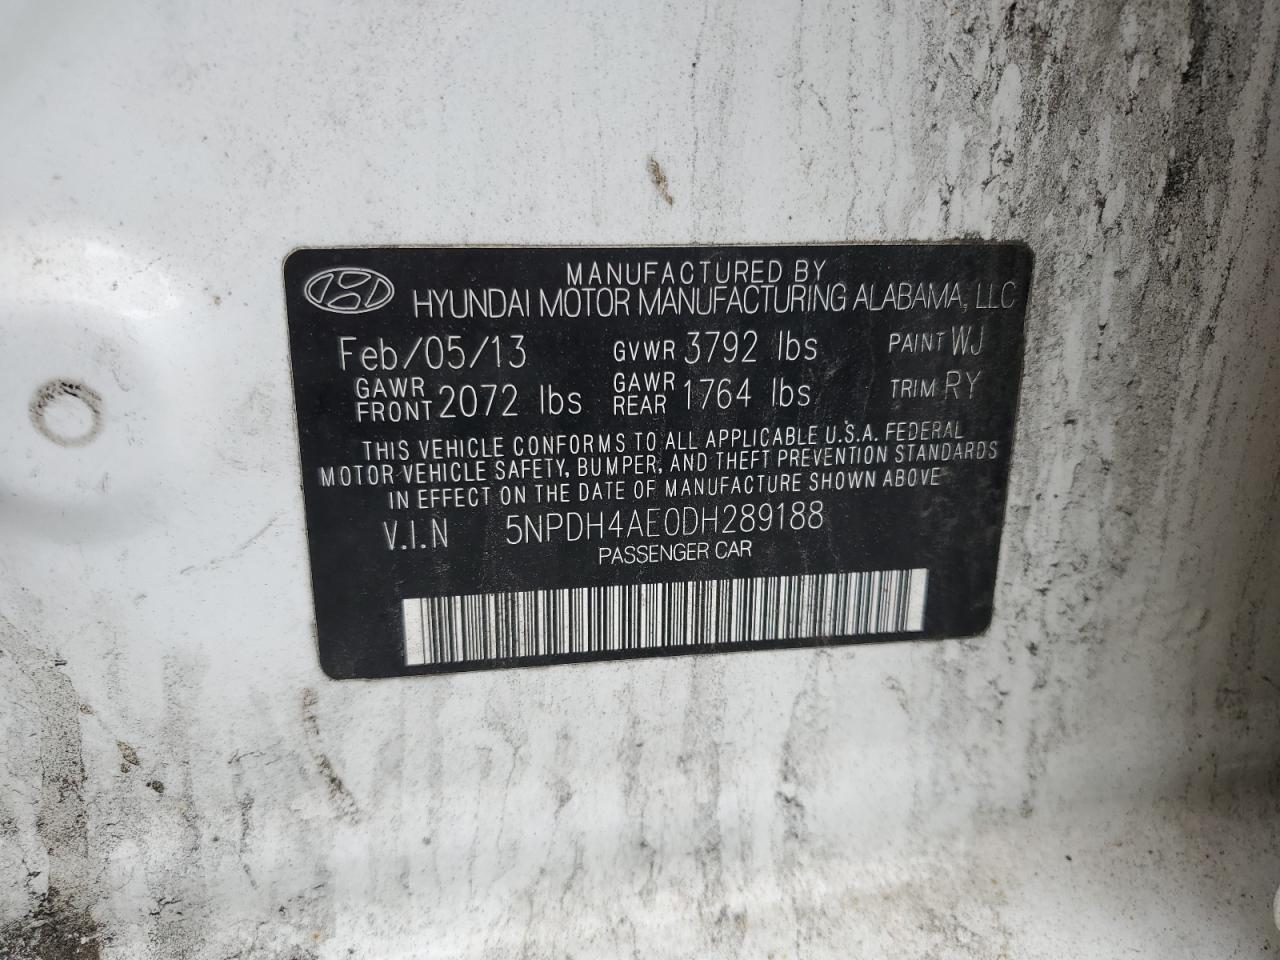 MANUFACTURED BY
HYUNDAI MOTOR MANUFACTURING ALABAMA, LLC
Feb/05/13 GVWR 3792 lbs PAINT WJ
GAWR FRONT 2072 lbs GAWR REAR 1764 lbs TRIM RY
THIS VEHICLE CONFORMS TO ALL APPLICABLE U.S.A. FEDERAL
MOTOR VEHICLE SAFETY, BUMPER, AND THEFT PREVENTION STANDARDS
IN EFFECT ON THE DATE OF MANUFACTURE SHOWN ABOVE
V.I.N 5NPDH4AE0DH289188
PASSENGER CAR